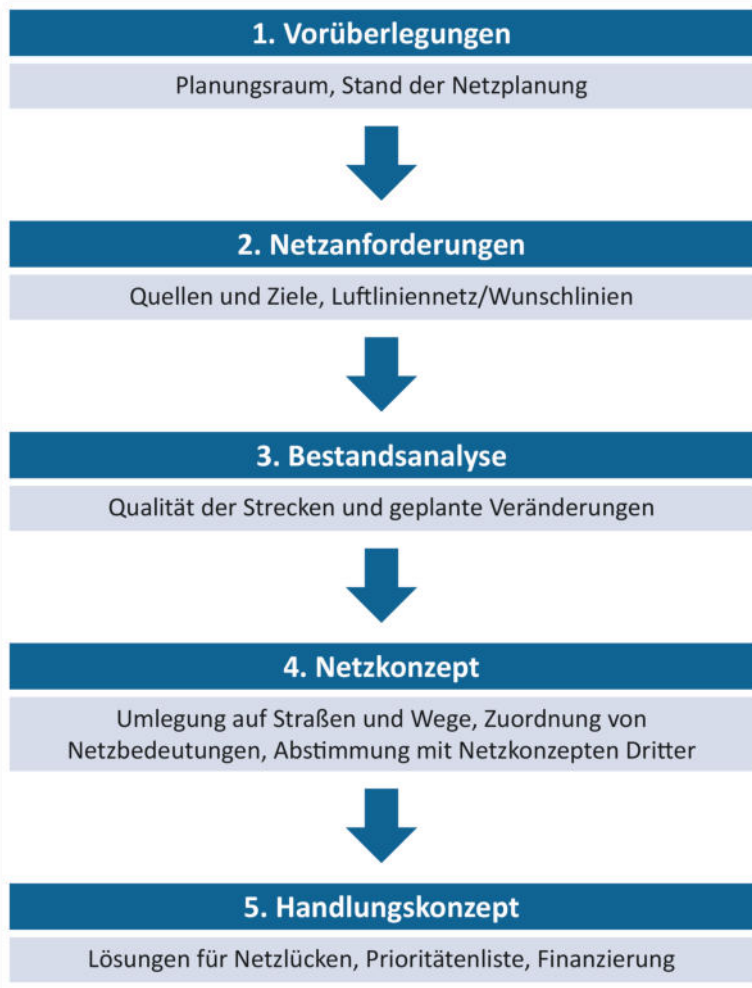 1. Vorüberlegungen
Planungsraum, Stand der Netzplanung
2. Netzanforderungen
Quellen und Ziele, Luftliniennetz/Wunschlinien
3. Bestandsanalyse
Qualität der Strecken und geplante Veränderungen
4. Netzkonzept
Umlegung auf Straßen und Wege, Zuordnung von
Netzbedeutungen, Abstimmung mit Netzkonzepten Dritter
5. Handlungskonzept
Lösungen für Netzlücken, Prioritätenliste, Finanzierung